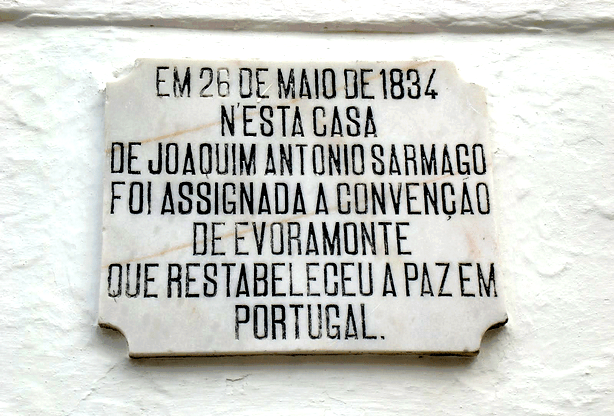 EM 26 DE MAIO DE 1834
N'ESTA CASA
DE JOAQUIM ANTONIO SARMAGO
FOI ASSIGNADA A CONVENÇÃO
DE EVORAMONTE
QUE RESTABELECEU A PAZ EM
PORTUGAL.